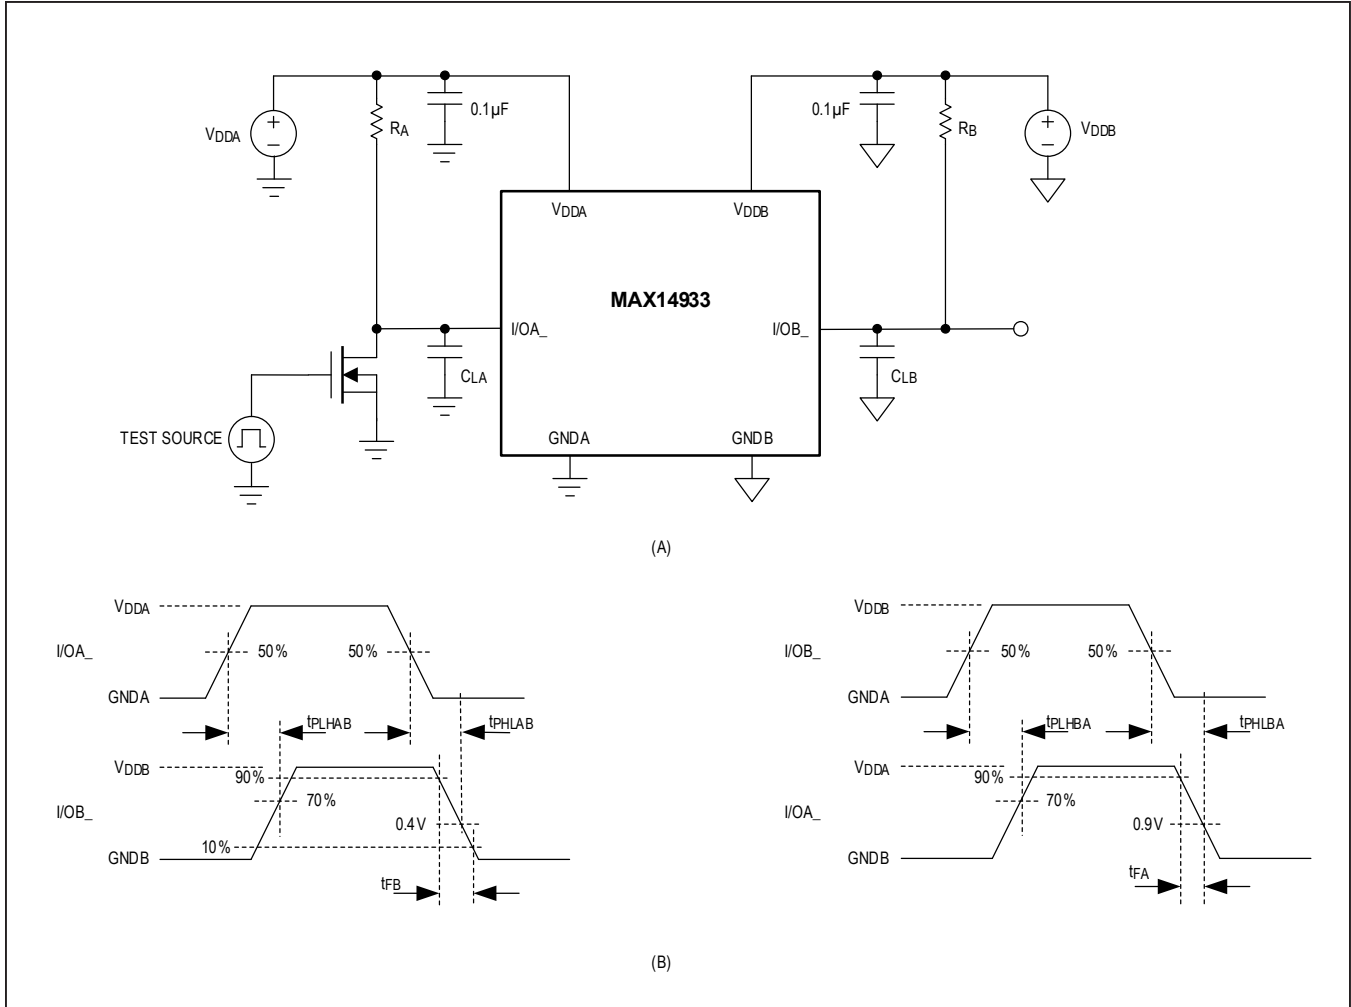 VDDA
RA
0.1µF
0.1µF
RB
VDDB
VDDA
VDDB
MAX14933
I/OA_
I/OB_
CLA
CLB
TEST SOURCE
GNDA
GNDB
(A)
VDDA
I/OA_
50%
50%
GNDA
tPLHAB
tPHLAB
VDDB
90%
I/OB_
70%
0.4V
10%
GNDB
tFB
VDDB
I/OB_
50%
50%
GNDA
tPLHBA
tPHLBA
VDDA
90%
I/OA_
70%
0.9V
GNDB
tFA
(B)